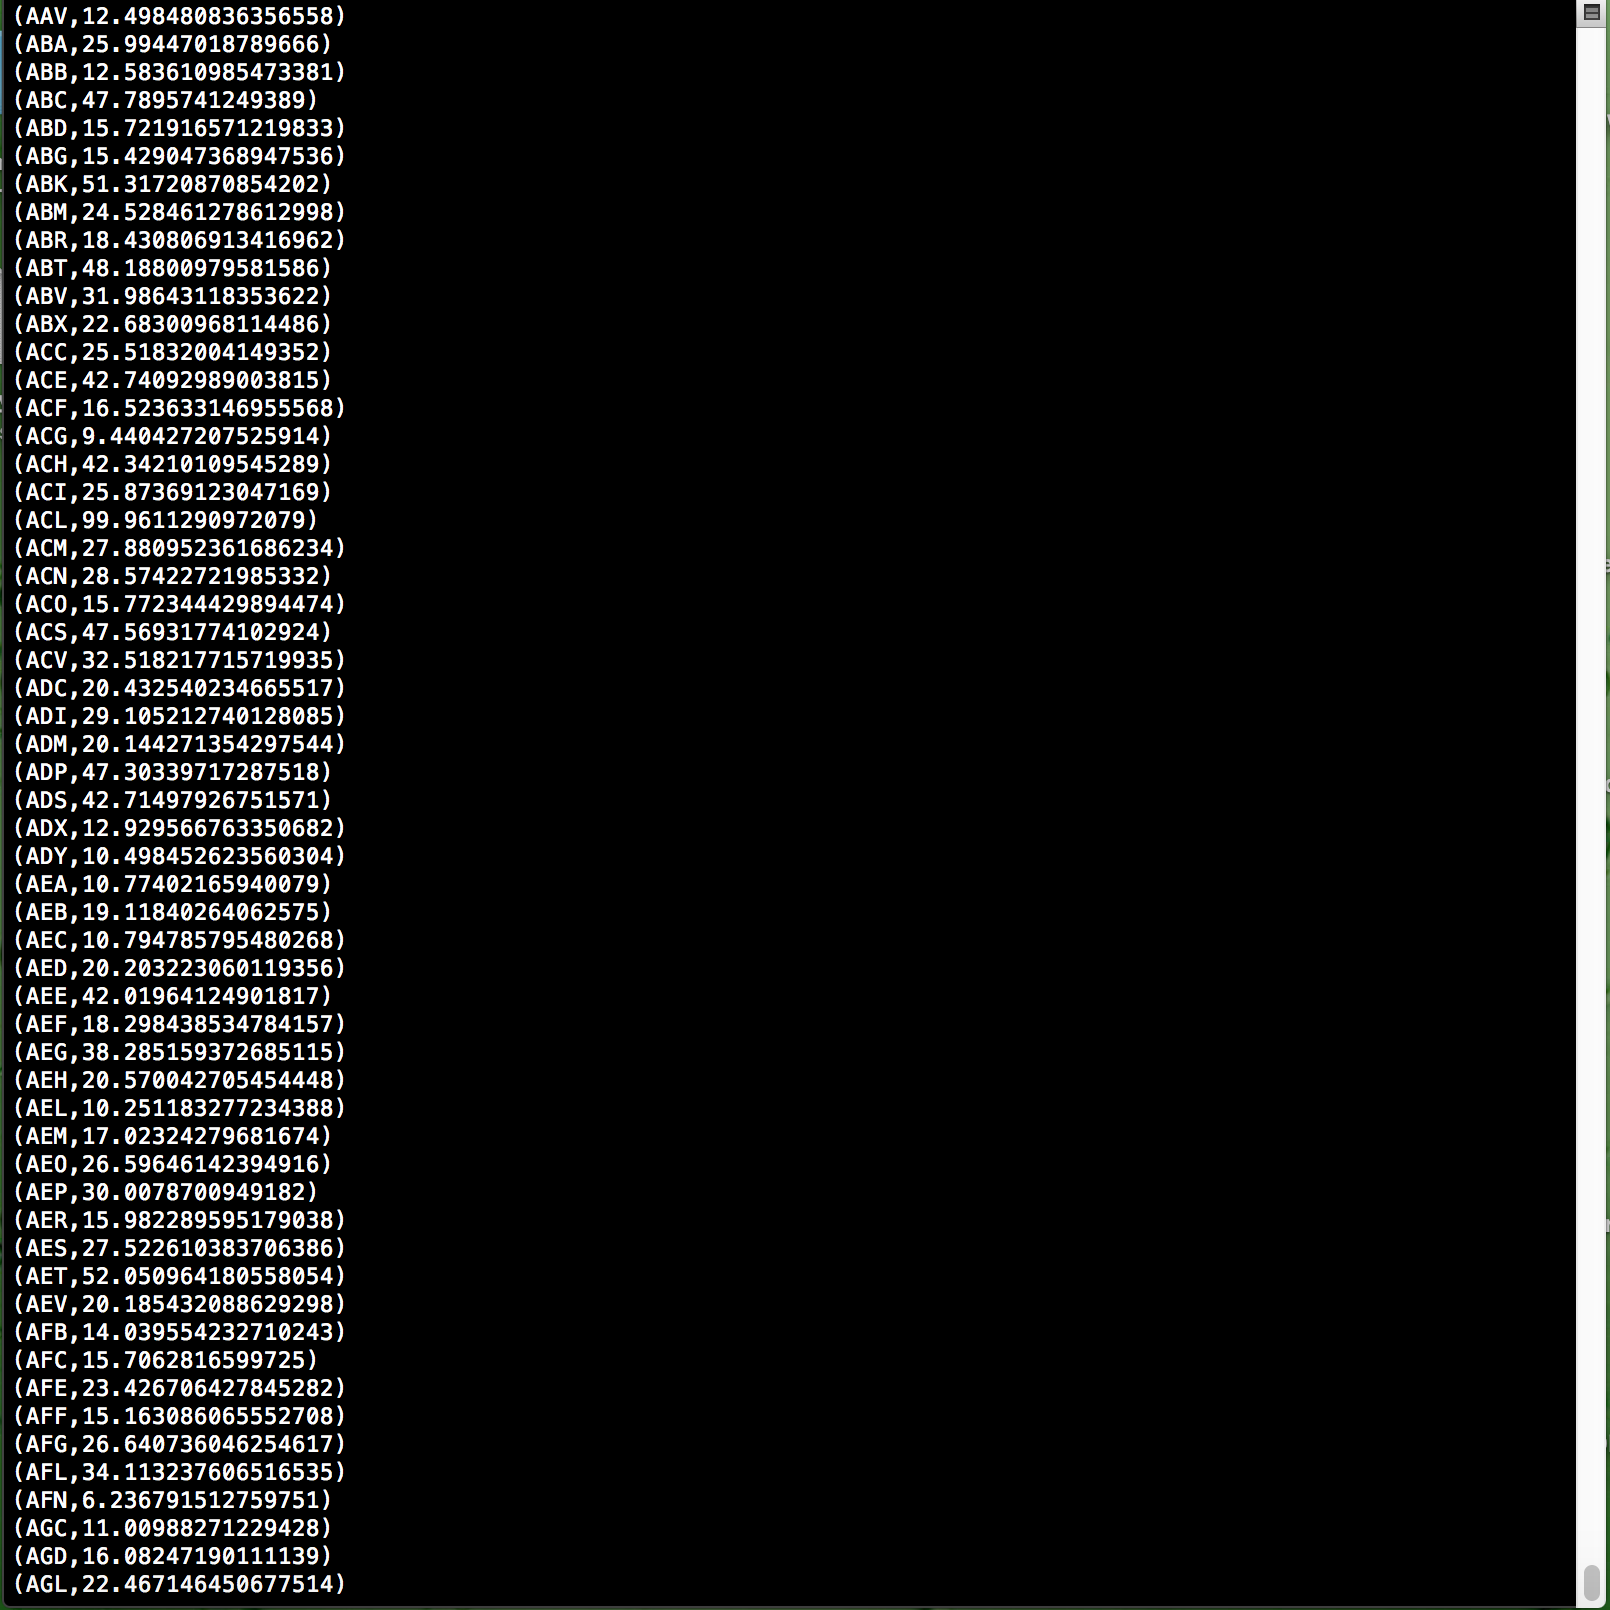 (AAV,12.498480836356558)
(ABA,25.99447018789666)
(ABB,12.583610985473381)
(ABC,47.7895741249389)
(ABD,15.721916571219833)
(ABG,15.429047368947536)
(ABK,51.31720870854202)
(ABM,24.528461278612998)
(ABR,18.430806913416962)
(ABT,48.18800979581586)
(ABV,31.98643118353622)
(ABX,22.68300968114486)
(ACC,25.51832004149352)
(ACE,42.74092989003815)
(ACF,16.523633146955568)
(ACG,9.440427207525914)
(ACH,42.34210109545289)
(ACI,25.87369123047169)
(ACL,99.9611290972079)
(ACM,27.880952361686234)
(ACN,28.57422721985332)
(ACO,15.772344429894474)
(ACS,47.56931774102924)
(ACV,32.518217715719935)
(ADC,20.432540234665517)
(ADI,29.105212740128085)
(ADM,20.144271354297544)
(ADP,47.30339717287518)
(ADS,42.71497926751571)
(ADX,12.929566763350682)
(ADY,10.498452623560304)
(AEA,10.77402165940079)
(AEB,19.11840264062575)
(AEC,10.794785795480268)
(AED,20.203223060119356)
(AEE,42.01964124901817)
(AEF,18.298438534784157)
(AEG,38.285159372685115)
(AEH,20.570042705454448)
(AEL,10.251183277234388)
(AEM,17.02324279681674)
(AEO,26.59646142394916)
(AEP,30.0078700949182)
(AER,15.982289595179038)
(AES,27.522610383706386)
(AET,52.050964180558054)
(AEV,20.185432088629298)
(AFB,14.039554232710243)
(AFC,15.7062816599725)
(AFE,23.426706427845282)
(AFF,15.163086065552708)
(AFG,26.640736046254617)
(AFL,34.113237606516535)
(AFN,6.236791512759751)
(AGC,11.00988271229428)
(AGD,16.08247190111139)
(AGL,22.467146450677514)